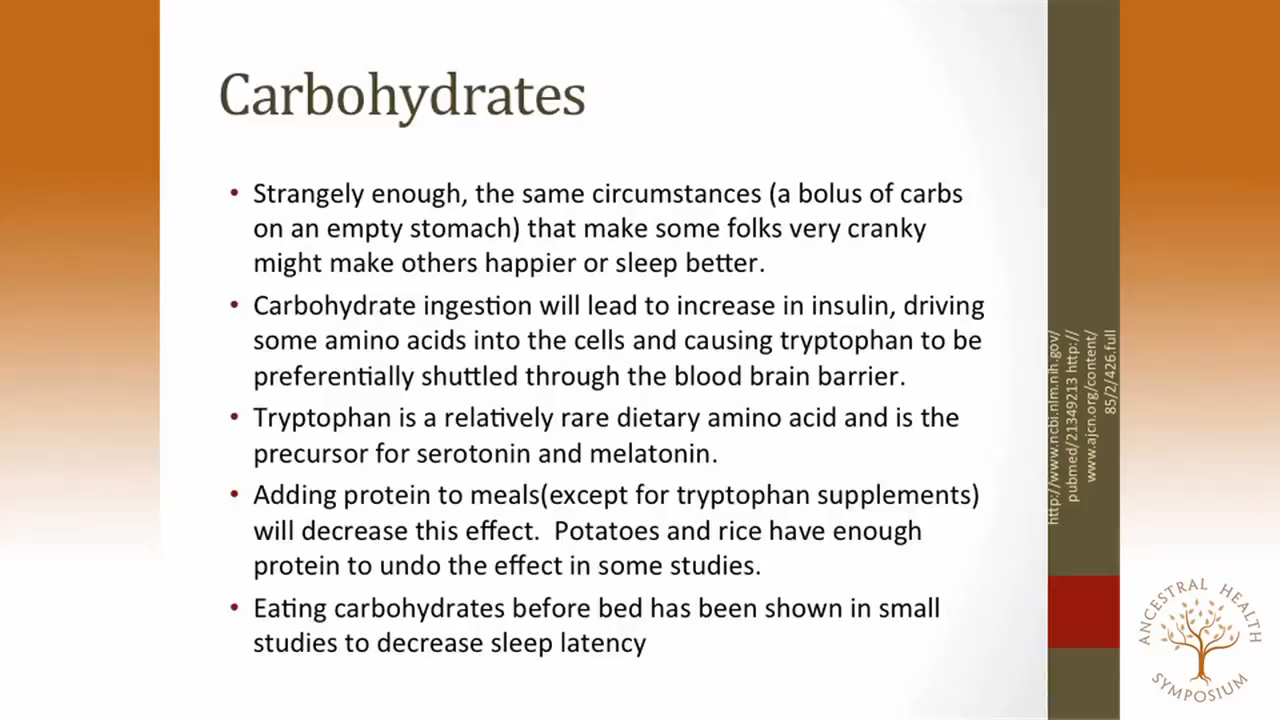 Carbohydrates
• Strangely enough, the same circumstances (a bolus of carbs
on an empty stomach) that make some folks very cranky
might make others happier or sleep better.
• Carbohydrate ingestion will lead to increase in insulin, driving
some amino acids into the cells and causing tryptophan to be
preferentially shuttled through the blood brain barrier.
• Tryptophan is a relatively rare dietary amino acid and is the
precursor for serotonin and melatonin.
• Adding protein to meals(except for tryptophan supplements)
will decrease this effect.  Potatoes and rice have enough
protein to undo the effect in some studies.
• Eating carbohydrates before bed has been shown in small
studies to decrease sleep latency
http://www.ncbi.nlm.nih.gov/
pubmed/21349213 http://
www.ajcn.org/content/
85/2/426.full
ANCESTRAL HEALTH
SYMPOSIUM